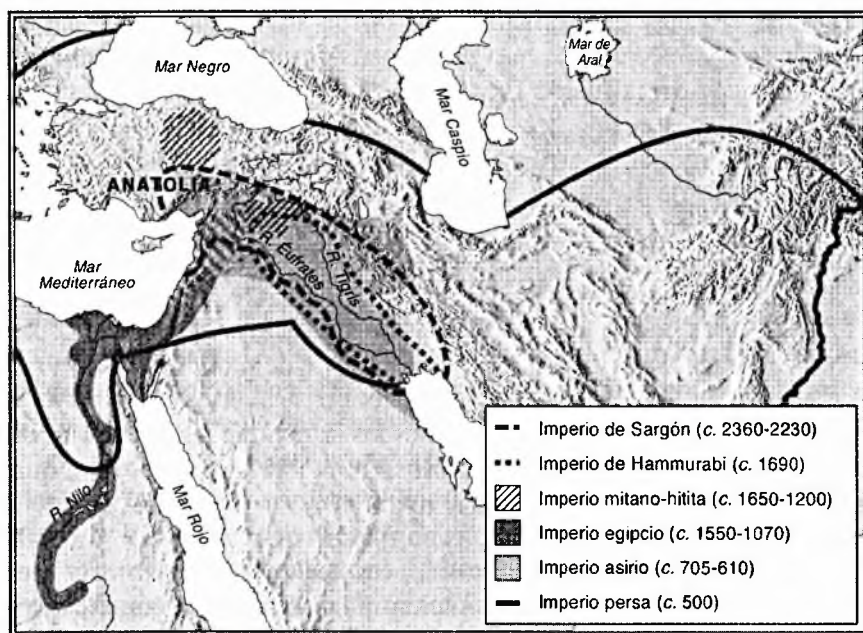 Mar Negro
Mar Caspio
Mar de
Aral
ANATOLIA
R. Éufrates
R. Tigris
Mar
Mediterráneo
R. Nilo
Mar Rojo
Imperio de Sargón (c. 2360-2230)
Imperio de Hammurabi (c. 1690)
Imperio mitano-hitita (c. 1650-1200)
Imperio egipcio (c. 1550-1070)
Imperio asirio (c. 705-610)
Imperio persa (c. 500)